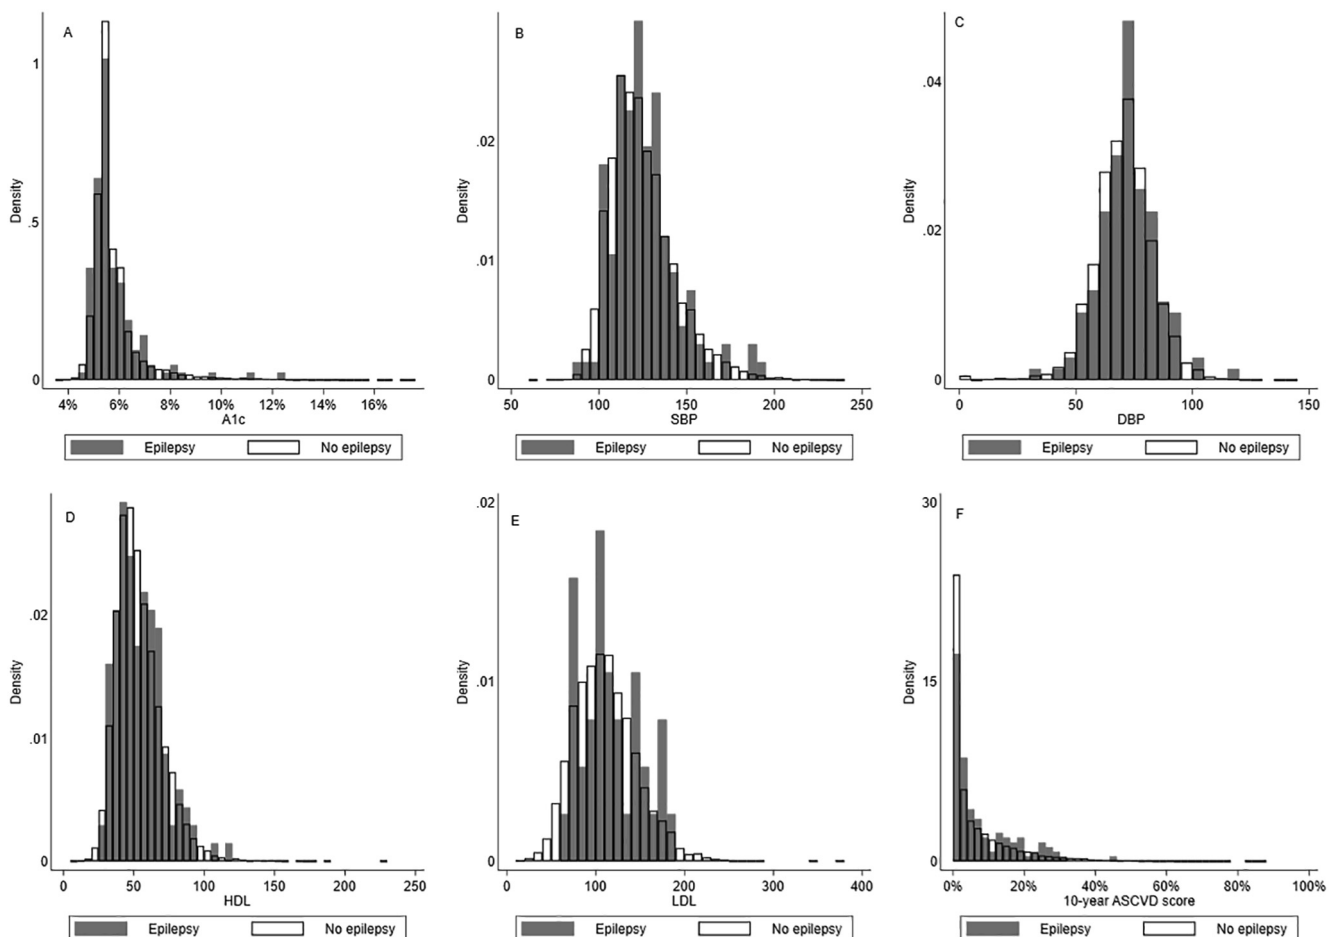 A
Density
1
.5
0
4% 6% 8% 10% 12% 14% 16%
A1c
Epilepsy No epilepsy
B
Density
.02
.01
0
50 100 150 200 250
SBP
Epilepsy No epilepsy
C
Density
.04
.02
0
0 50 100 150
DBP
Epilepsy No epilepsy
D
Density
.02
.01
0
0 50 100 150 200 250
HDL
Epilepsy No epilepsy
E
Density
.02
.01
0
0 100 200 300 400
LDL
Epilepsy No epilepsy
F
Density
30
15
0
0% 20% 40% 60% 80% 100%
10-year ASCVD score
Epilepsy No epilepsy